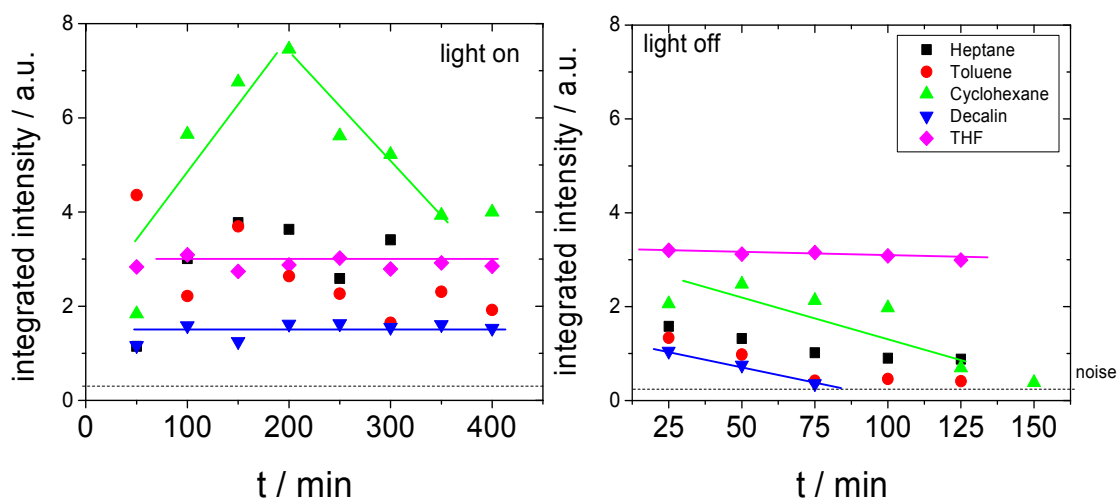 light on
integrated intensity / a.u.
8
6
4
2
0
0
100
200
300
400
t / min
light off
Heptane
Toluene
Cyclohexane
Decalin
THF
integrated intensity / a.u.
8
6
4
2
0
noise
25
50
75
100
125
150
t / min